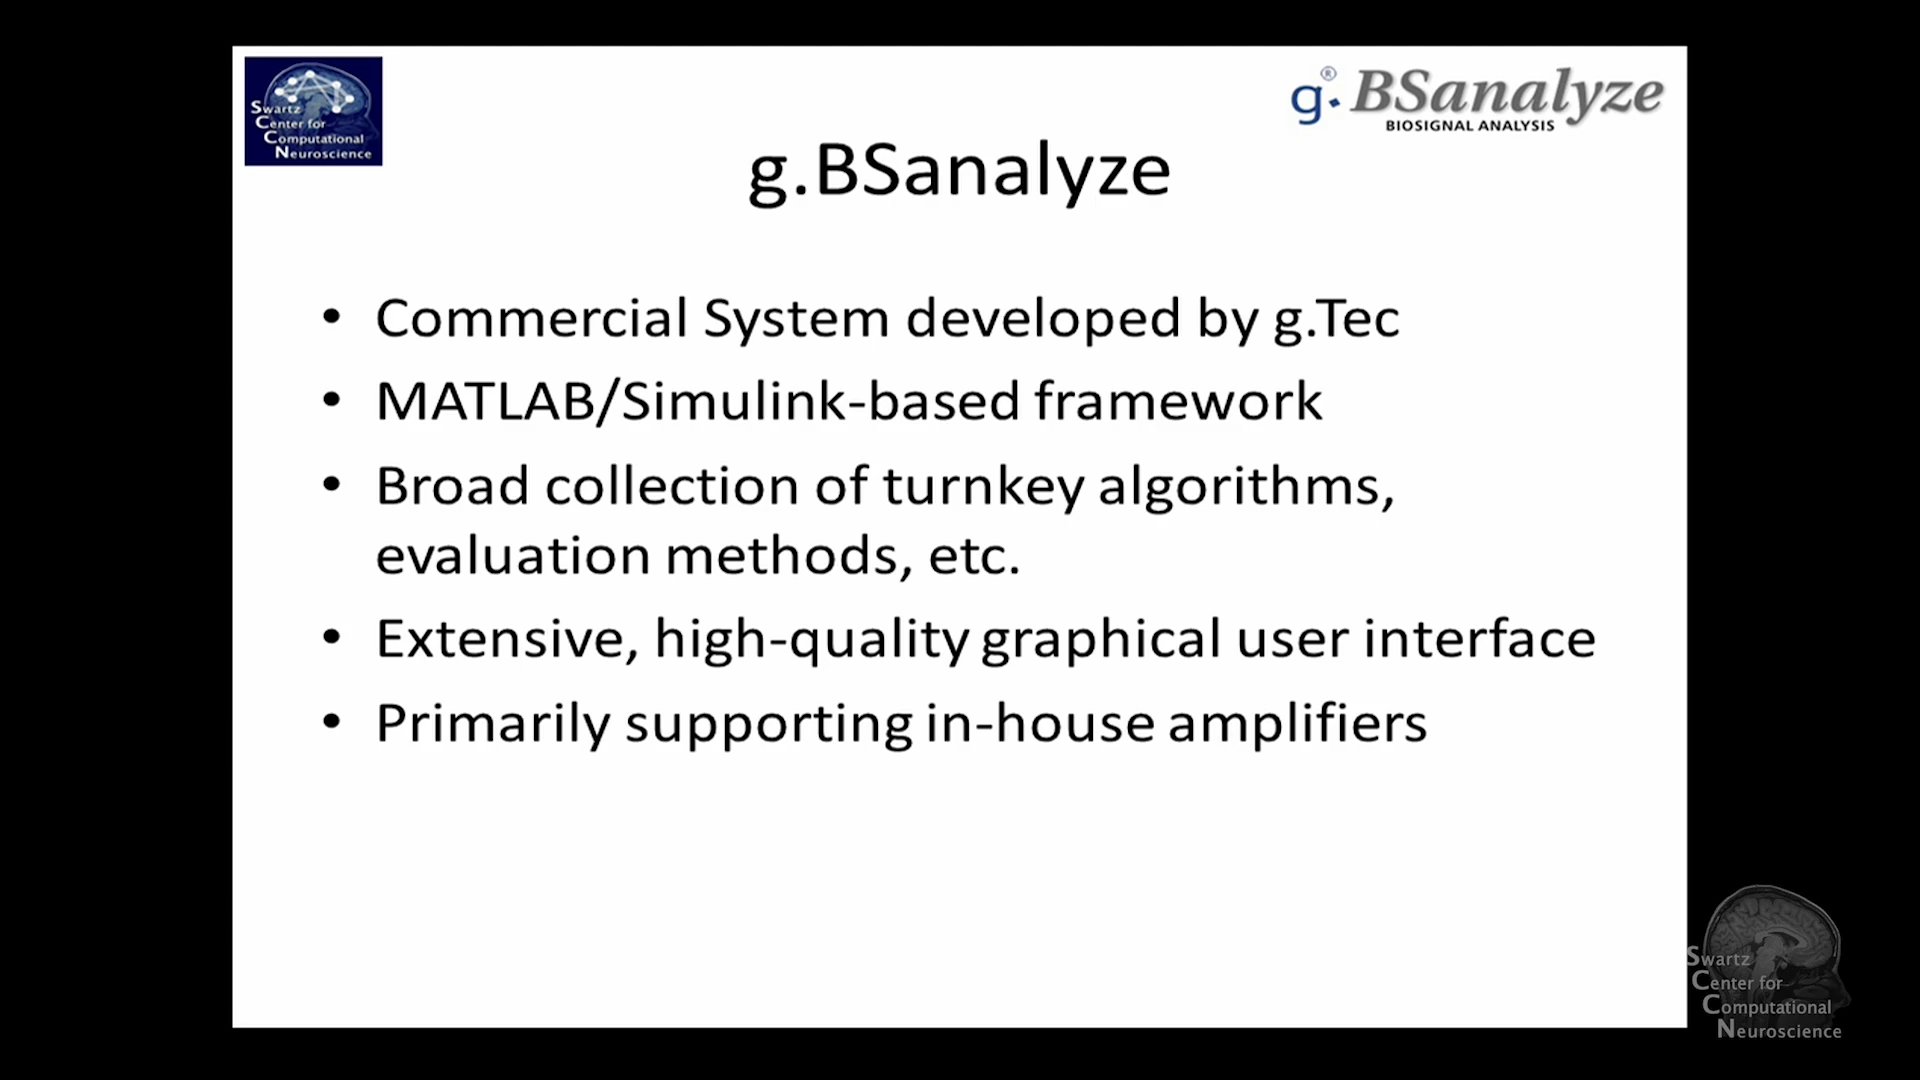 Swartz
Center for
Computational
Neuroscience
g.®BSanalyze
BIOSIGNAL ANALYSIS
g.BSanalyze
• Commercial System developed by g.Tec
• MATLAB/Simulink-based framework
• Broad collection of turnkey algorithms,
evaluation methods, etc.
• Extensive, high-quality graphical user interface
• Primarily supporting in-house amplifiers
Swartz
Center for
Computational
Neuroscience